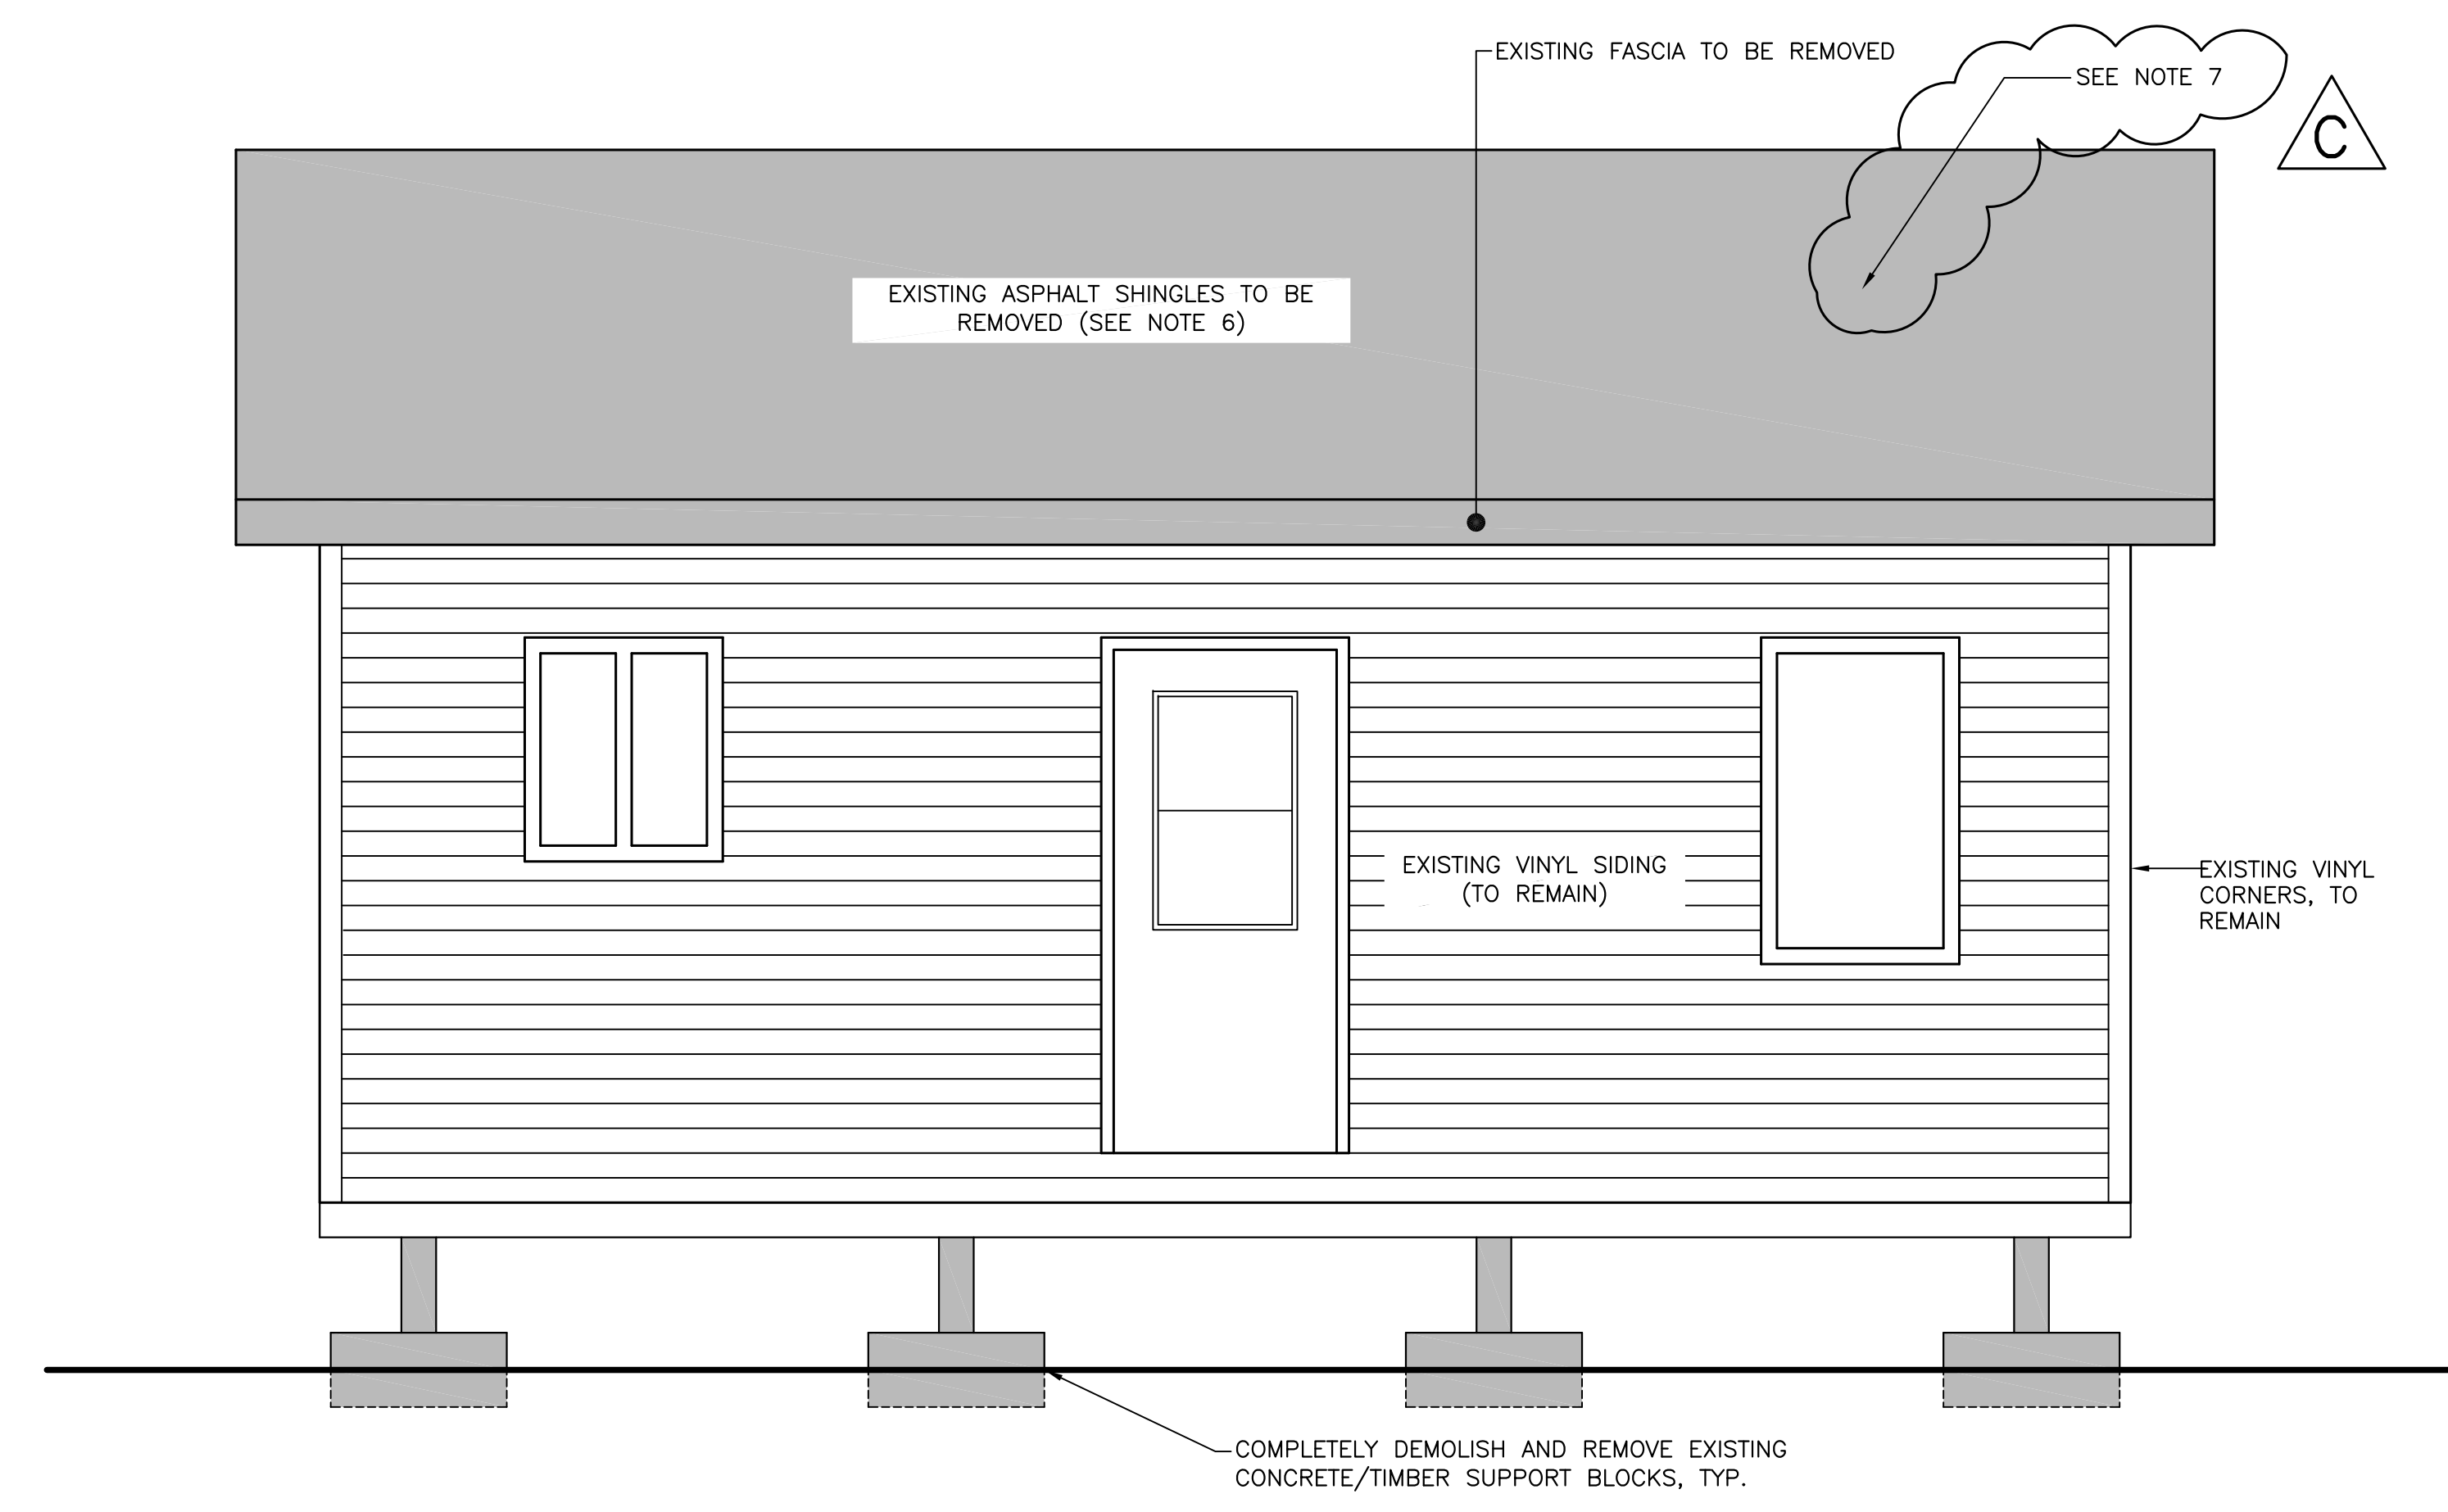 EXISTING FASCIA TO BE REMOVED
SEE NOTE 7
C
EXISTING ASPHALT SHINGLES TO BE
REMOVED (SEE NOTE 6)
EXISTING VINYL SIDING
(TO REMAIN)
EXISTING VINYL
CORNERS, TO
REMAIN
COMPLETELY DEMOLISH AND REMOVE EXISTING
CONCRETE/TIMBER SUPPORT BLOCKS, TYP.